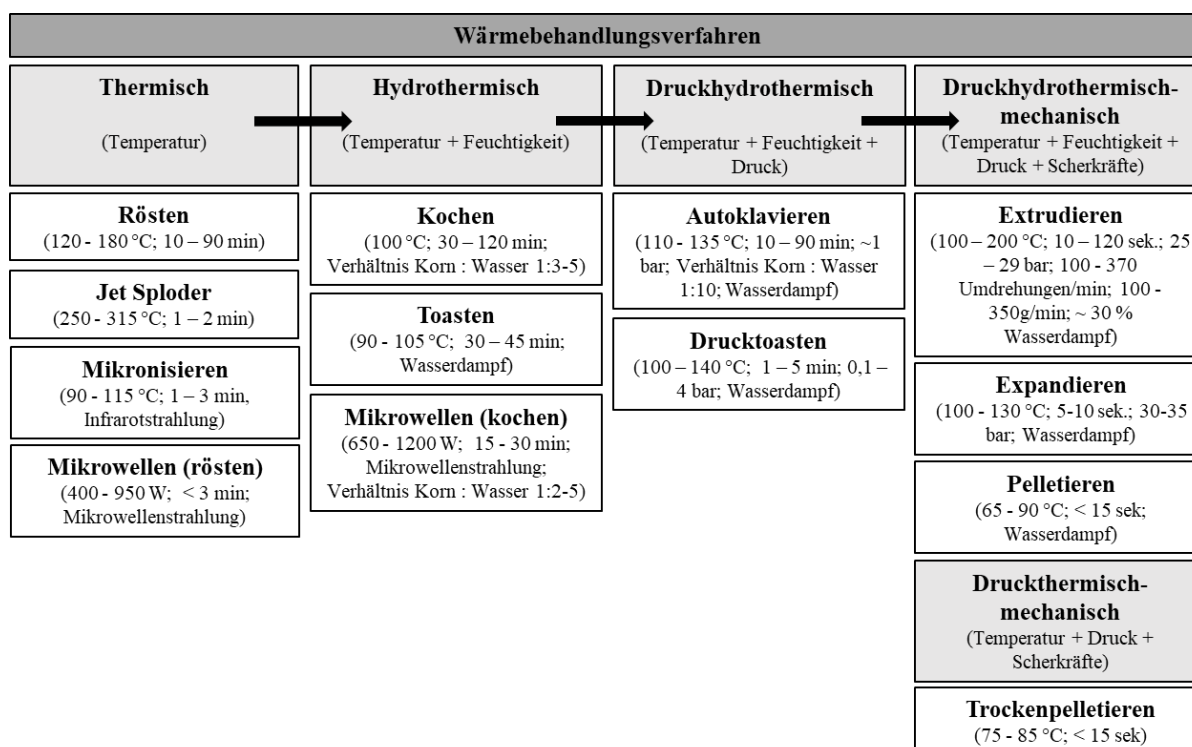 Wärmebehandlungsverfahren
Thermisch
(Temperatur)
Rösten
(120 - 180 °C; 10 – 90 min)
Jet Sploder
(250 - 315 °C; 1 – 2 min)
Mikronisieren
(90 - 115 °C; 1 – 3 min,
Infrarotstrahlung)
Mikrowellen (rösten)
(400 - 950 W; < 3 min;
Mikrowellenstrahlung)
Hydrothermisch
(Temperatur + Feuchtigkeit)
Kochen
(100 °C; 30 – 120 min;
Verhältnis Korn : Wasser 1:3-5)
Toasten
(90 - 105 °C; 30 – 45 min;
Wasserdampf)
Mikrowellen (kochen)
(650 - 1200 W; 15 - 30 min;
Mikrowellenstrahlung;
Verhältnis Korn : Wasser 1:2-5)
Druckhydrothermisch
(Temperatur + Feuchtigkeit +
Druck)
Autoklavieren
(110 - 135 °C; 10 – 90 min; ~1
bar; Verhältnis Korn : Wasser
1:10; Wasserdampf)
Drucktoasten
(100 – 140 °C; 1 – 5 min; 0,1 –
4 bar; Wasserdampf)
Druckhydrothermisch-
mechanisch
(Temperatur + Feuchtigkeit +
Druck + Scherkräfte)
Extrudieren
(100 – 200 °C; 10 – 120 sek.; 25
– 29 bar; 100 - 370
Umdrehungen/min; 100 -
350g/min; ~ 30 %
Wasserdampf)
Expandieren
(100 - 130 °C; 5-10 sek.; 30-35
bar; Wasserdampf)
Pelletieren
(65 - 90 °C; < 15 sek;
Wasserdampf)
Druckthermisch-
mechanisch
(Temperatur + Druck +
Scherkräfte)
Trockenpelletieren
(75 - 85 °C; < 15 sek)